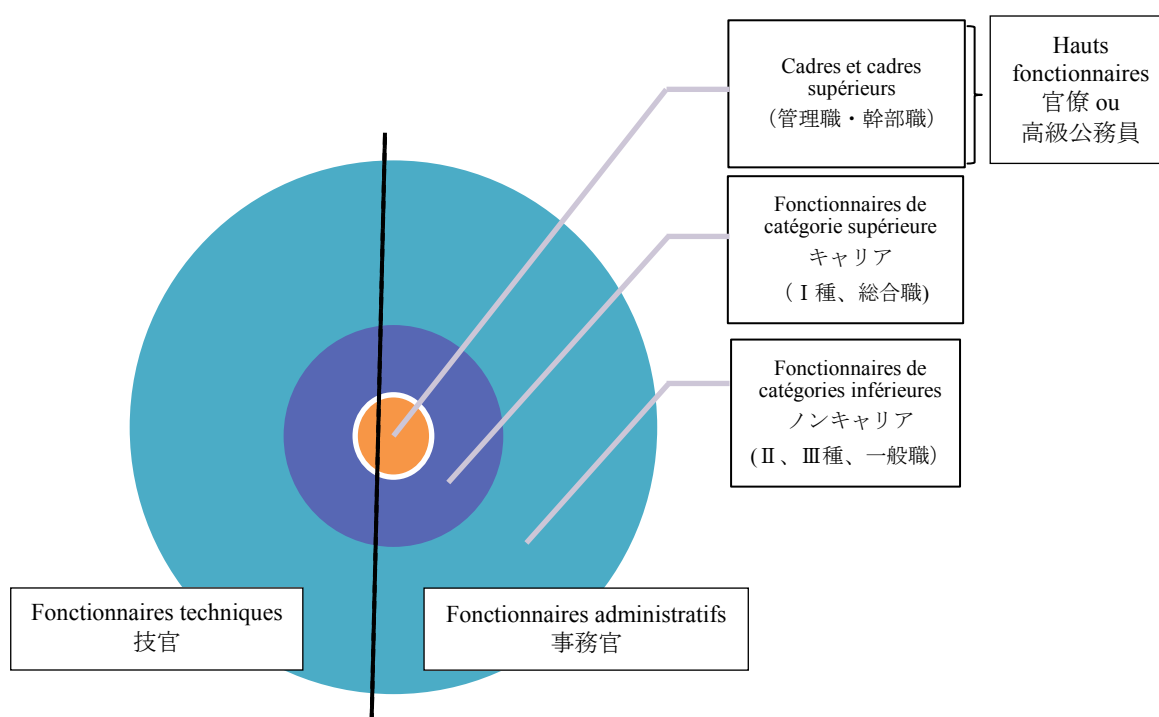 Cadres et cadres
supérieurs
（管理職・幹部職）
Hauts
fonctionnaires
官僚 ou
高級公務員
Fonctionnaires de
catégorie supérieure
キャリア
（Ⅰ種、総合職)
Fonctionnaires de
catégories inférieures
ノンキャリア
(Ⅱ、Ⅲ種、一般職）
Fonctionnaires techniques
技官
Fonctionnaires administratifs
事務官